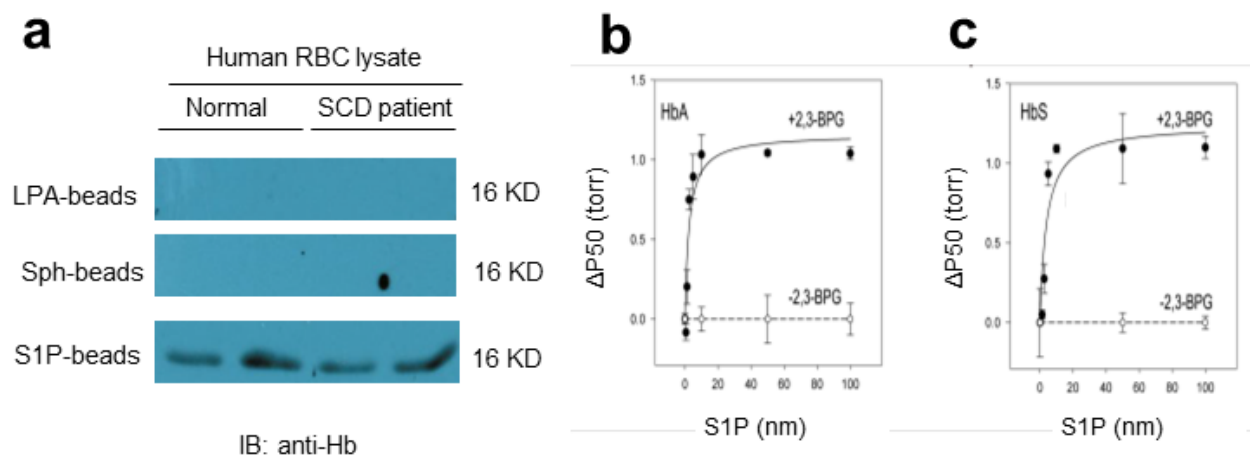 a
Human RBC lysate
Normal SCD patient
LPA-beads 16 KD
Sph-beads 16 KD
S1P-beads 16 KD
IB: anti-Hb
b
1.5
1.0
0.5
0.0
ΔP50 (torr)
HbA
+2,3-BPG
-2,3-BPG
0 20 40 60 80 100
S1P (nm)
c
1.5
1.0
0.5
0.0
ΔP50 (torr)
HbS
+2,3-BPG
-2,3-BPG
0 20 40 60 80 100
S1P (nm)